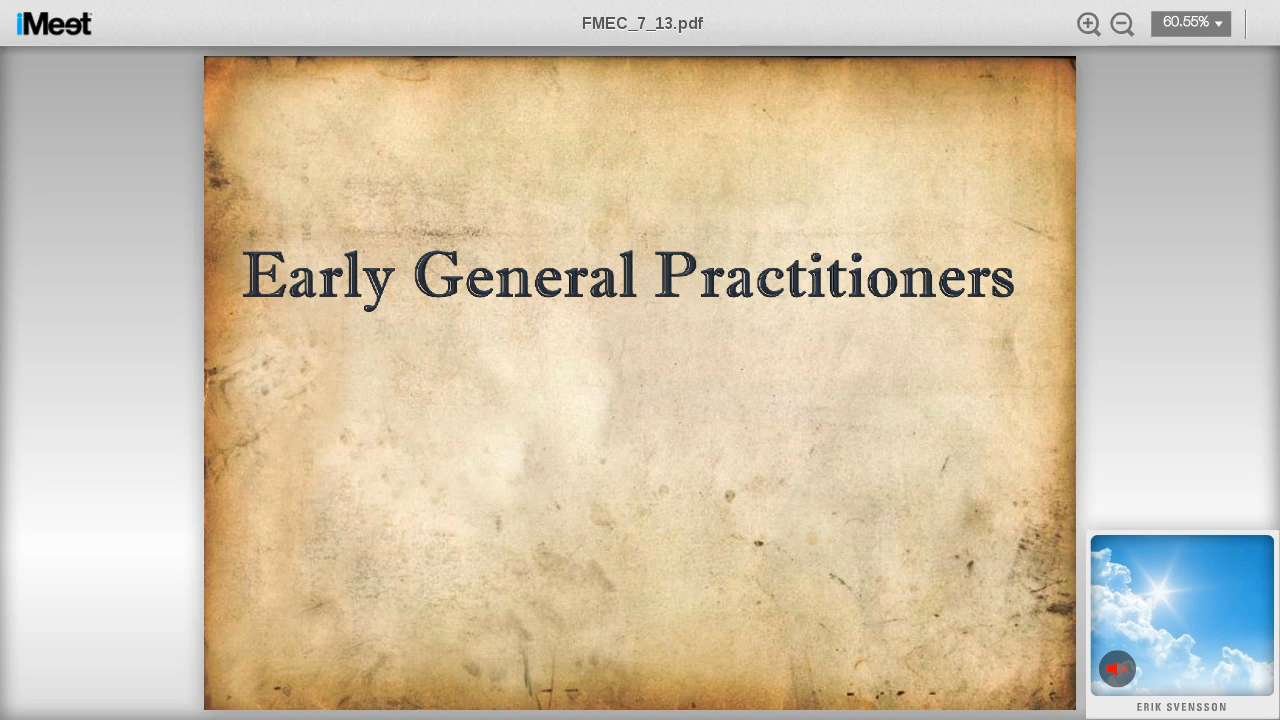 iMeet
FMEC_7_13.pdf
60.55%
Early General Practitioners
ERIK SVENSSON